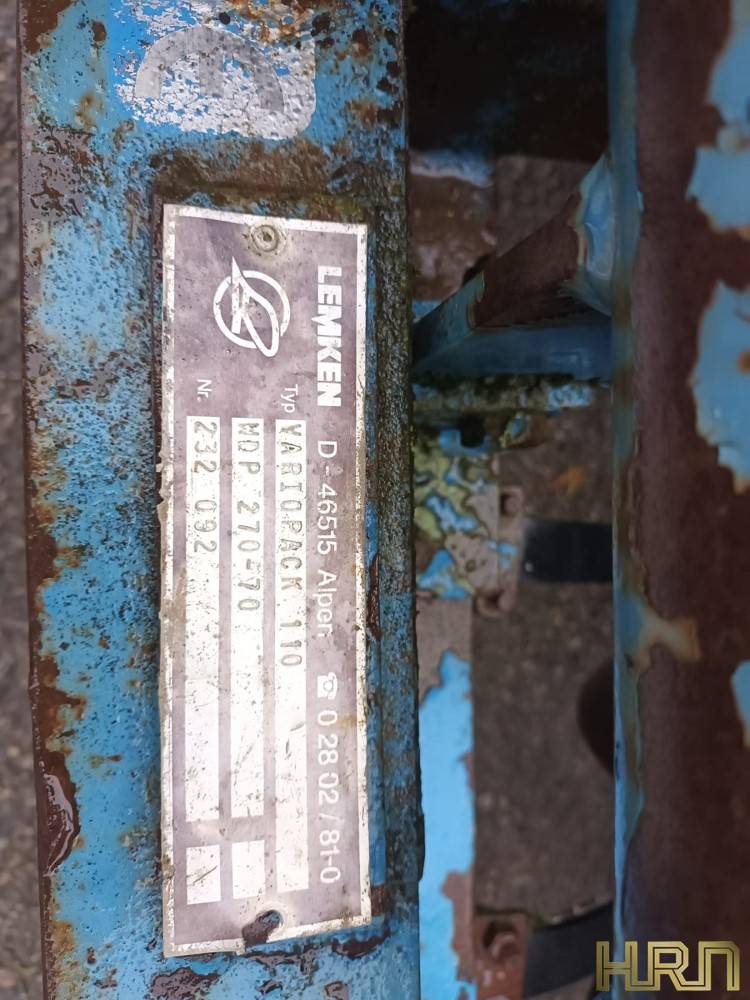 LEMKEN D-46515 Alpen ☎ 0 28 02 / 81-0
Typ VARIOPACK 110
WDP 270-70
Nr. 232 092
HRN